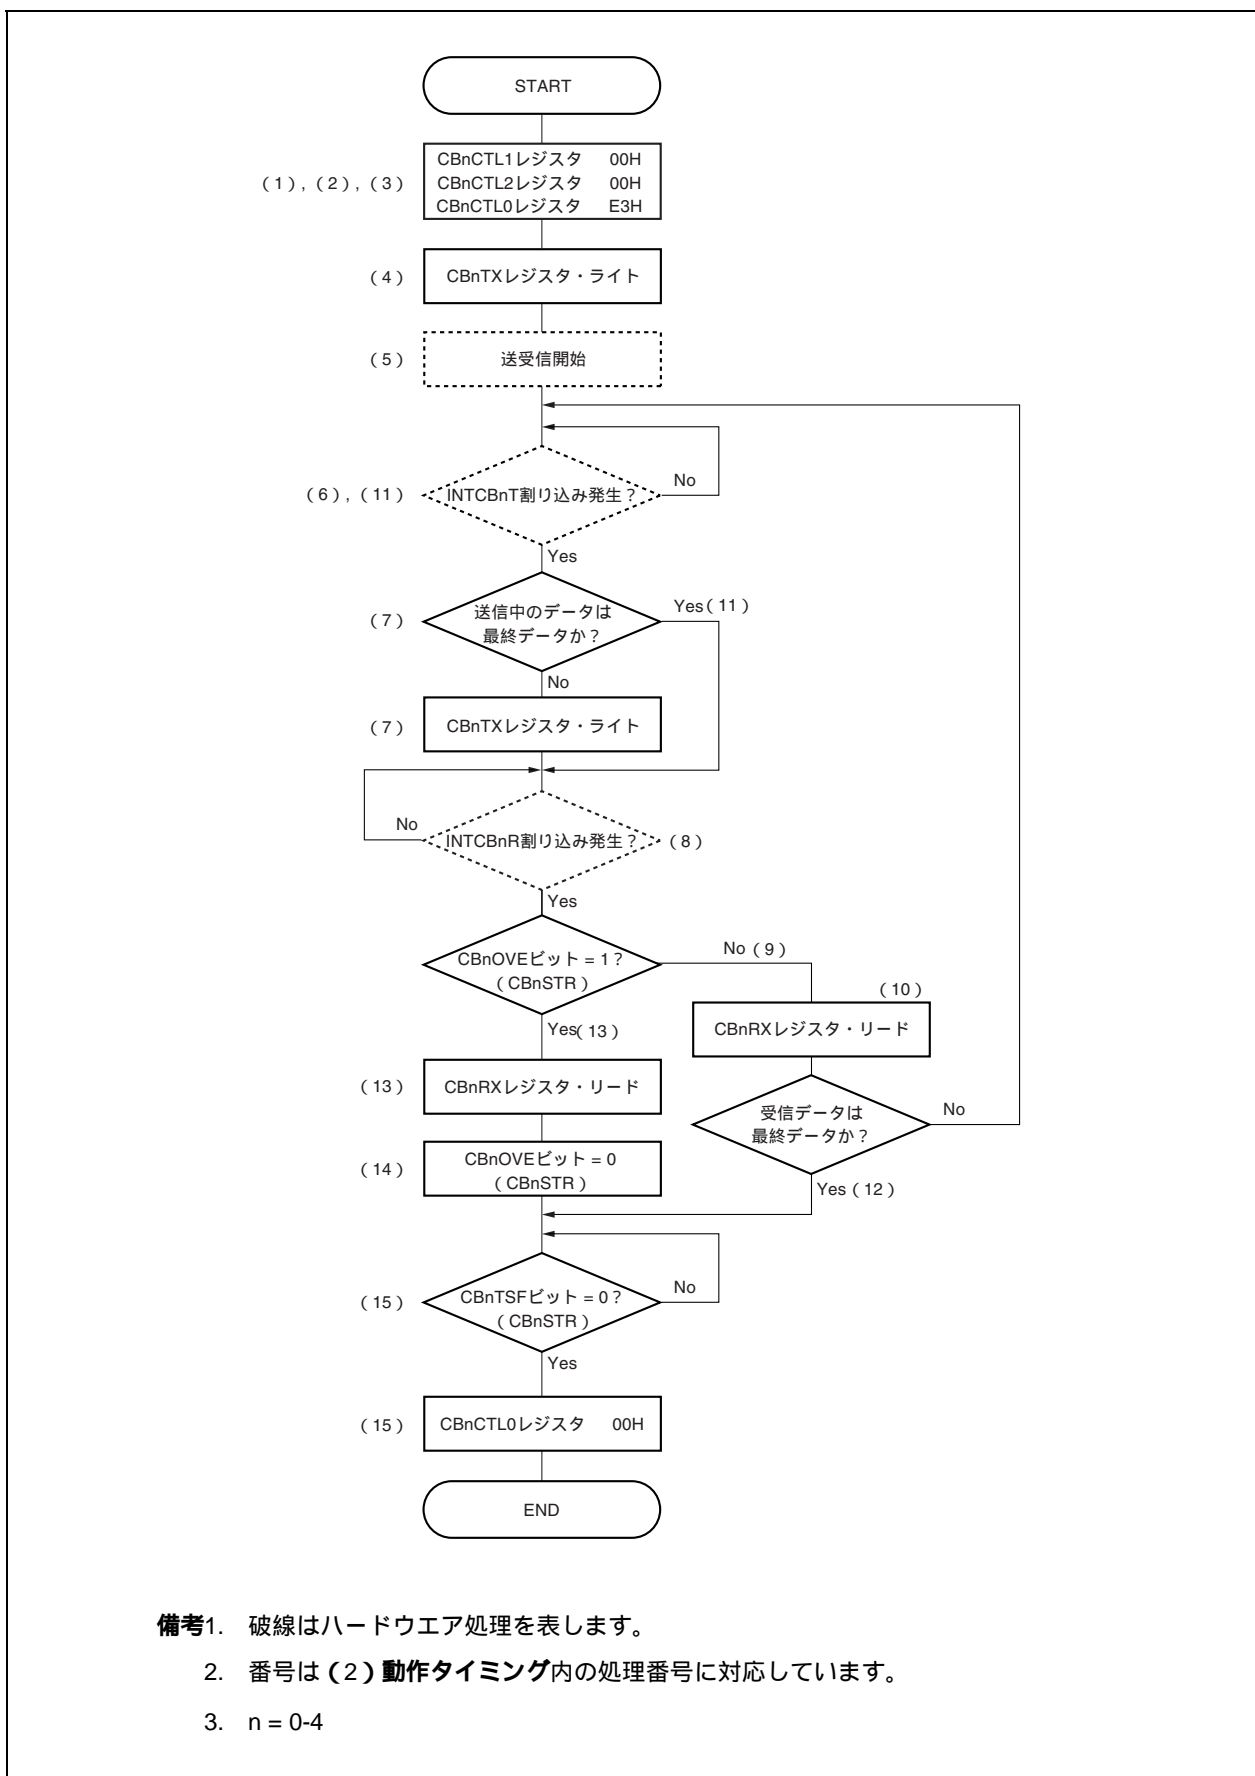 START
(1), (2), (3)
CBnCTL1レジスタ 00H
CBnCTL2レジスタ 00H
CBnCTL0レジスタ E3H
(4)
CBnTXレジスタ・ライト
(5)
送受信開始
(6), (11)
INTCBnT割り込み発生?
No
Yes
(7)
送信中のデータは
最終データか?
Yes(11)
No
(7)
CBnTXレジスタ・ライト
No
INTCBnR割り込み発生?
(8)
Yes
CBnOVEビット = 1?
(CBnSTR)
No(9)
Yes(13)
(10)
CBnRXレジスタ・リード
(13)
CBnRXレジスタ・リード
受信データは
最終データか?
No
Yes(12)
(14)
CBnOVEビット = 0
(CBnSTR)
(15)
CBnTSFビット = 0?
(CBnSTR)
No
Yes
(15)
CBnCTL0レジスタ 00H
END
備考1. 破線はハードウエア処理を表します。
2. 番号は(2)動作タイミング内の処理番号に対応しています。
3. n = 0-4